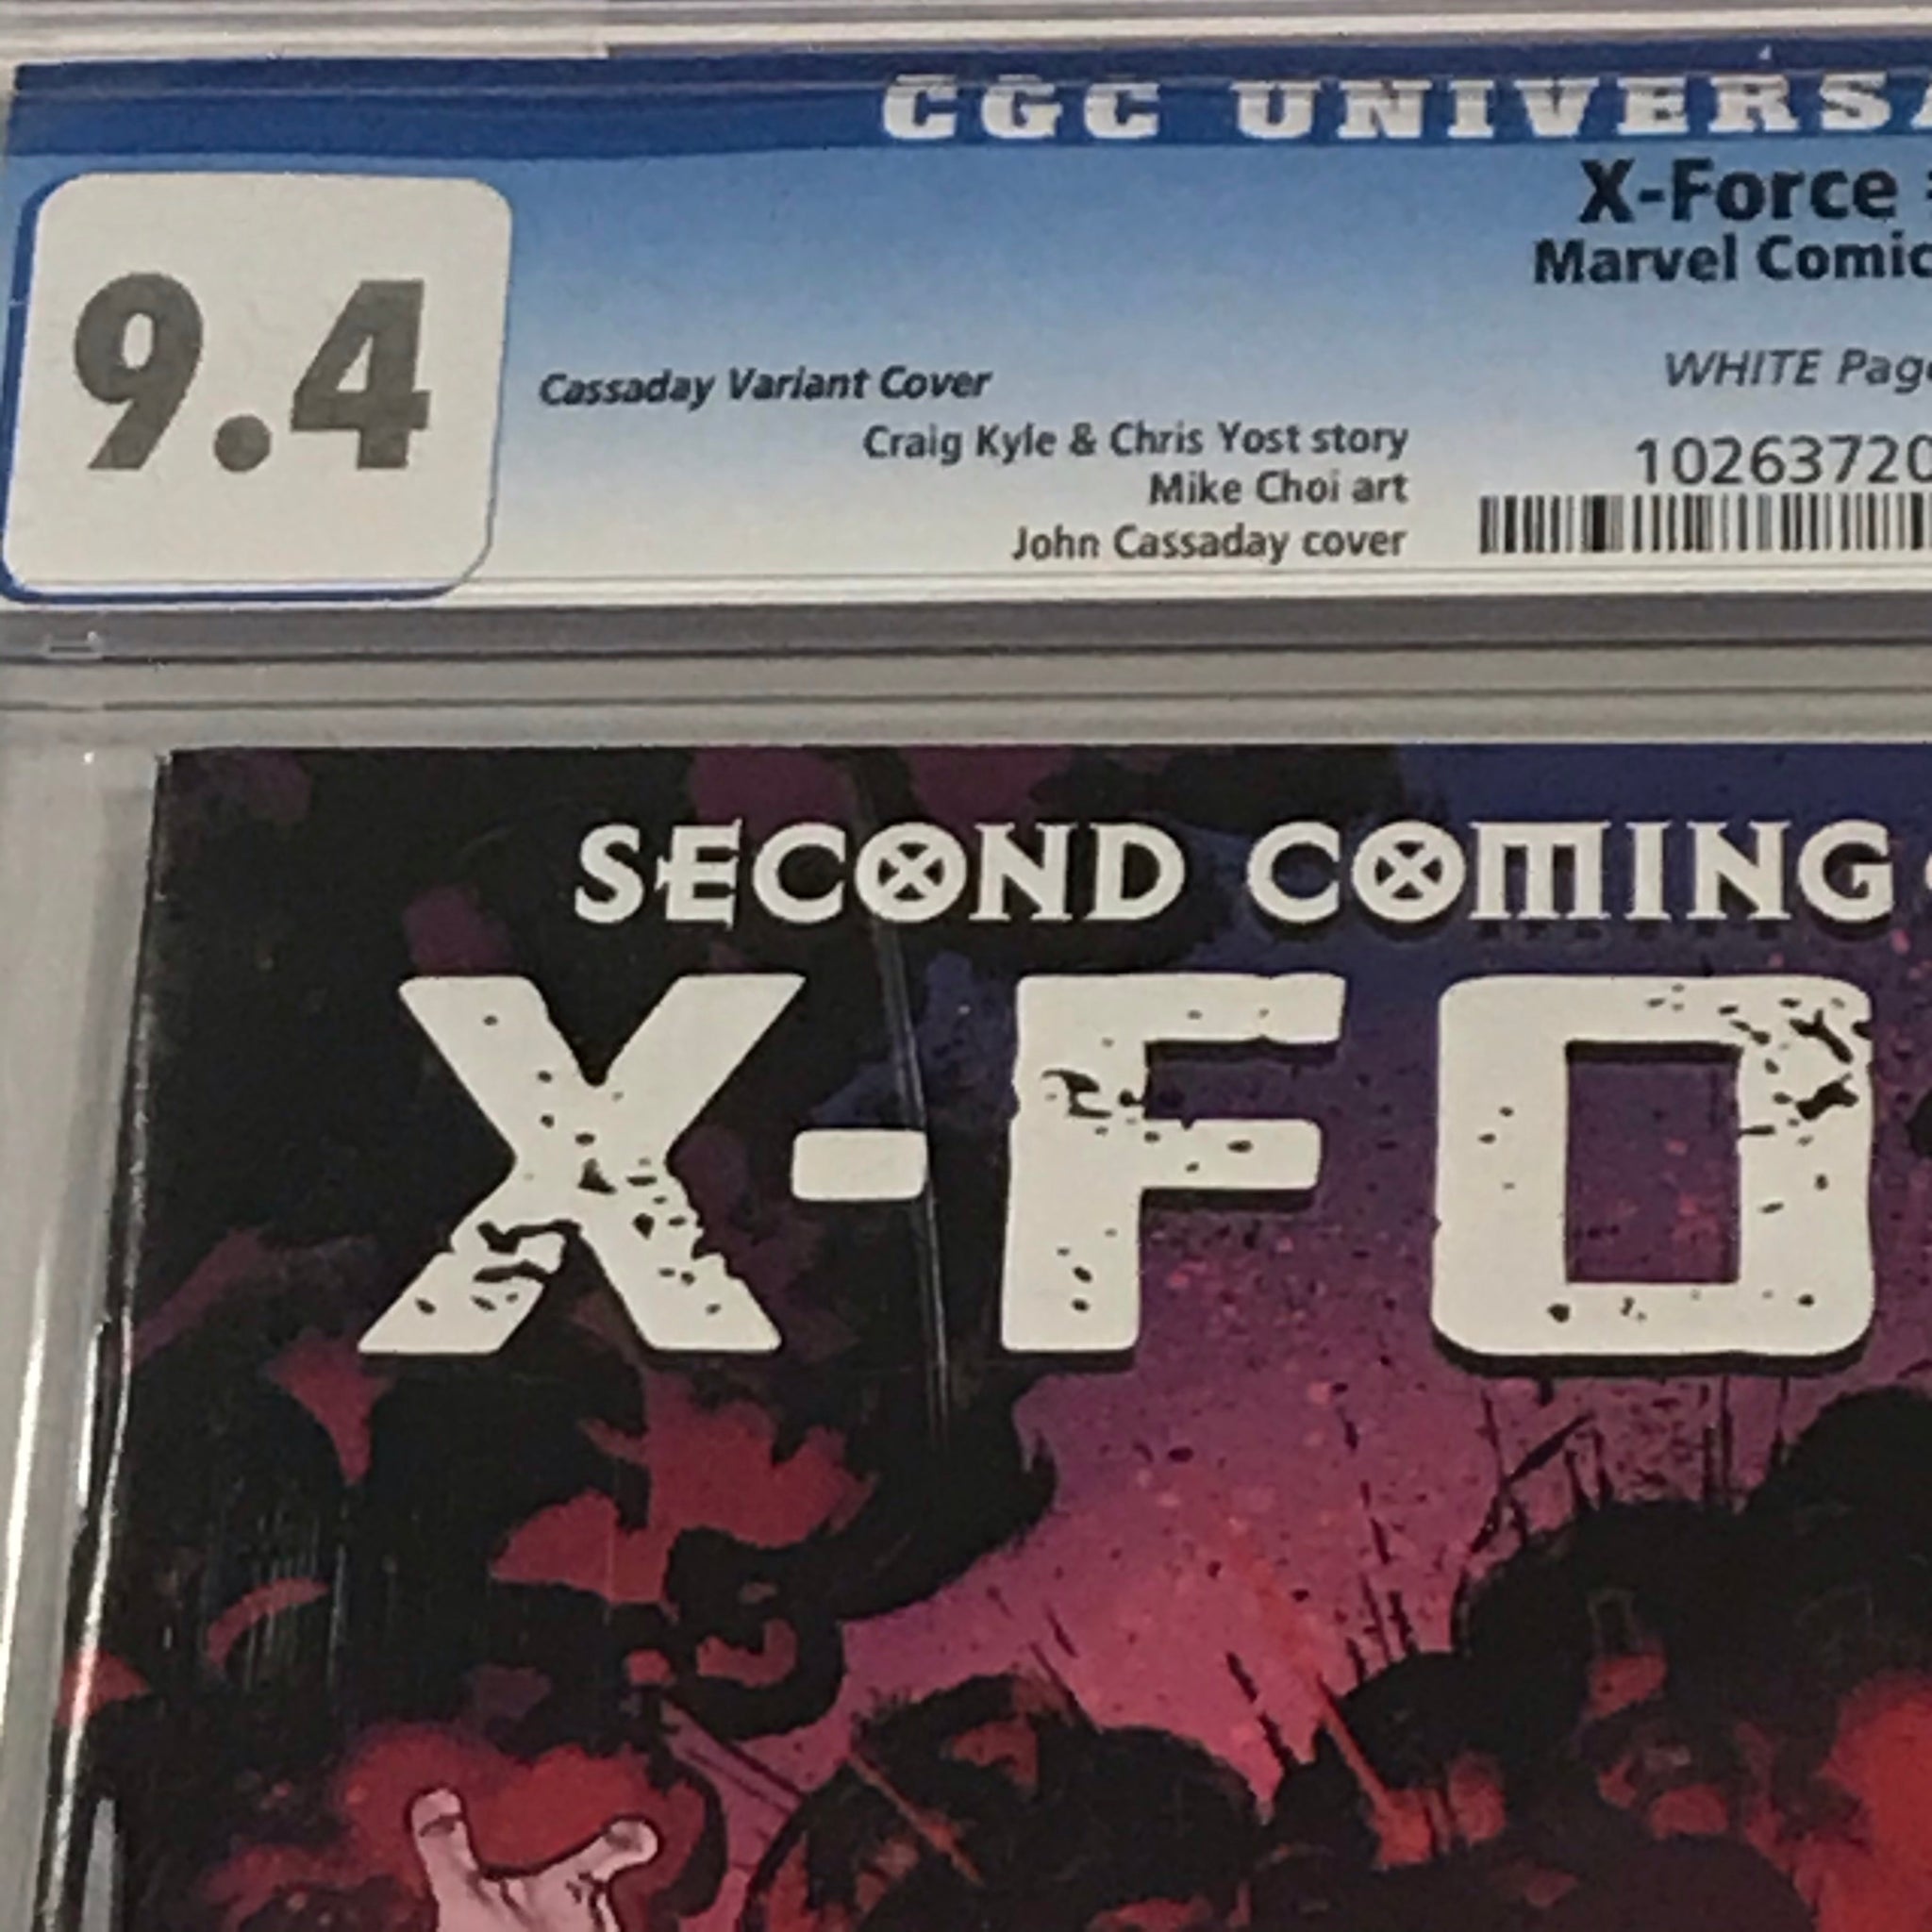 CGC UNIVERSA
X-Force
Marvel Comic
9.4
WHITE Page
Cassaday Variant Cover
Craig Kyle & Chris Yost story
Mike Choi art
John Cassaday cover
10263720
SECOND COMING
X-FO